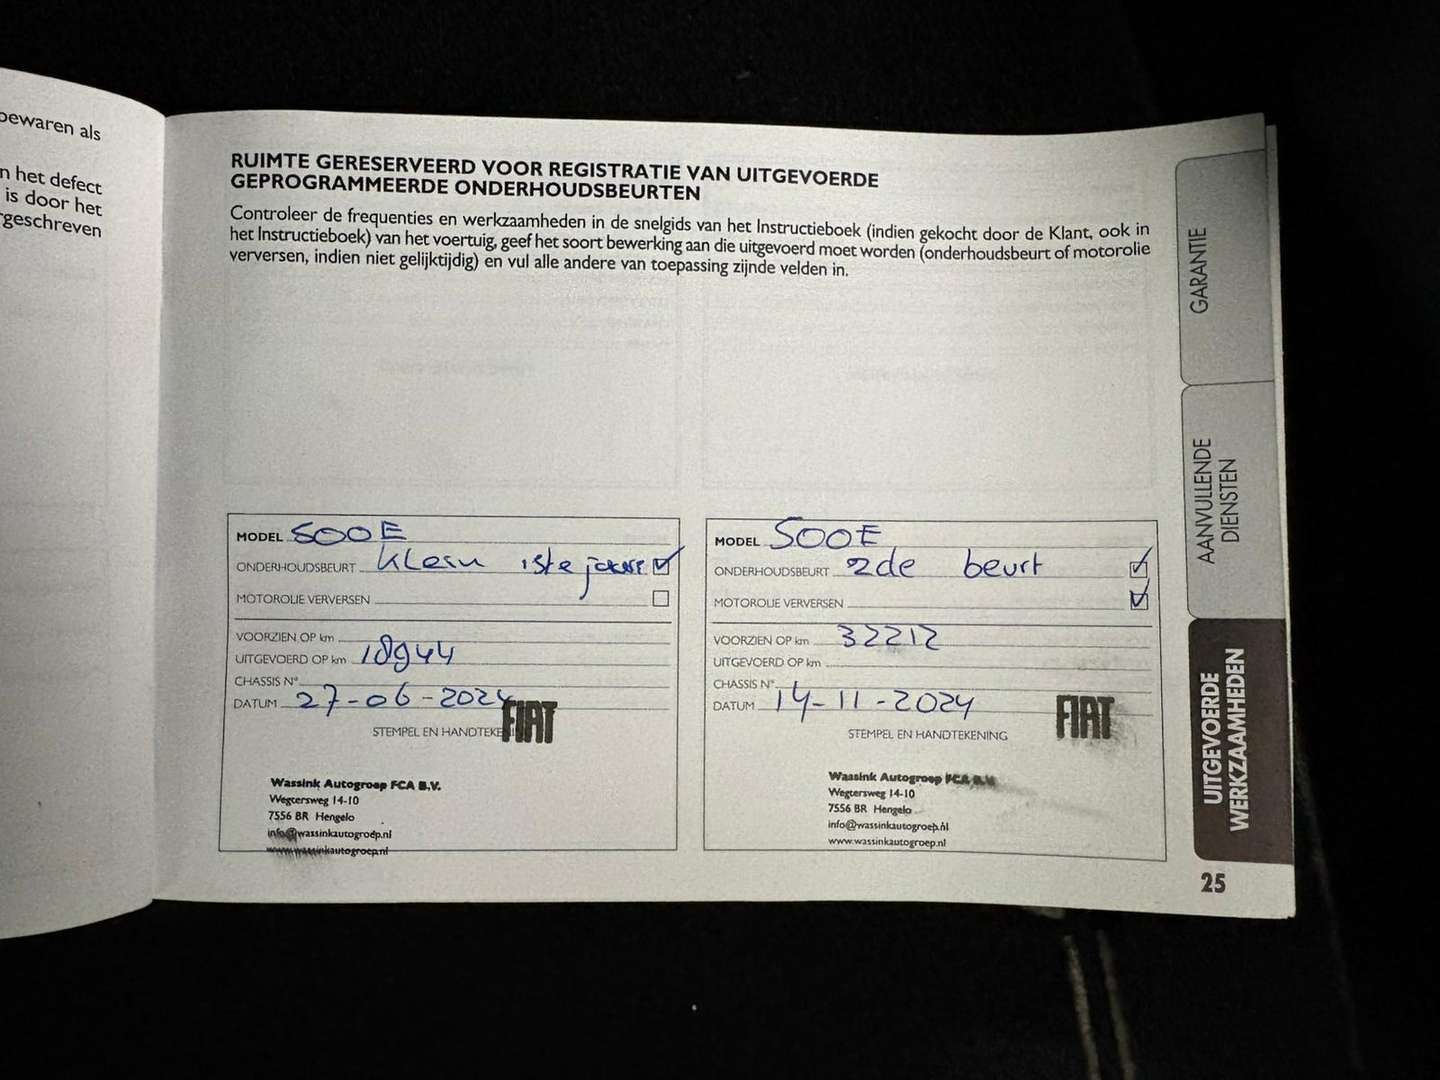 bewaren als
n het defect
is door het
rgeschreven
RUIMTE GERESERVEERD VOOR REGISTRATIE VAN UITGEVOERDE
GEPROGRAMMEERDE ONDERHOUDSBEURTEN
Controleer de frequenties en werkzaamheden in de snelgids van het Instructieboek (indien gekocht door de Klant, ook in
het Instructieboek) van het voertuig, geef het soort bewerking aan die uitgevoerd moet worden (onderhoudsbeurt of motorolie
verversen, indien niet gelijktijdig) en vul alle andere van toepassing zijnde velden in.
MODEL 500E
ONDERHOUDSBEURT klein 1ste
MOTOROLIE VERVERSEN
VOORZIEN OP km
UITGEVOERD OP km 18944
CHASSIS N°
DATUM 27-06-2024
STEMPEL EN HANDTEKE
FIAT
Wassink Autogroep FCA B.V.
Wegtersweg 14-10
7556 BR Hengelo
info@wassinkautogroep.nl
www.wassinkautogroep.nl
MODEL 500E
ONDERHOUDSBEURT 2de beurt
MOTOROLIE VERVERSEN
VOORZIEN OP km 32212
UITGEVOERD OP km
CHASSIS N°
DATUM 14-11-2024
STEMPEL EN HANDTEKENING
FIAT
Wassink Autogroep FCA B.V.
Wegtersweg 14-10
7556 BR Hengelo
info@wassinkautogroep.nl
www.wassinkautogroep.nl
GARANTIE
AANVULLENDE
DIENSTEN
UITGEVOERDE
WERKZAAMHEDEN
25